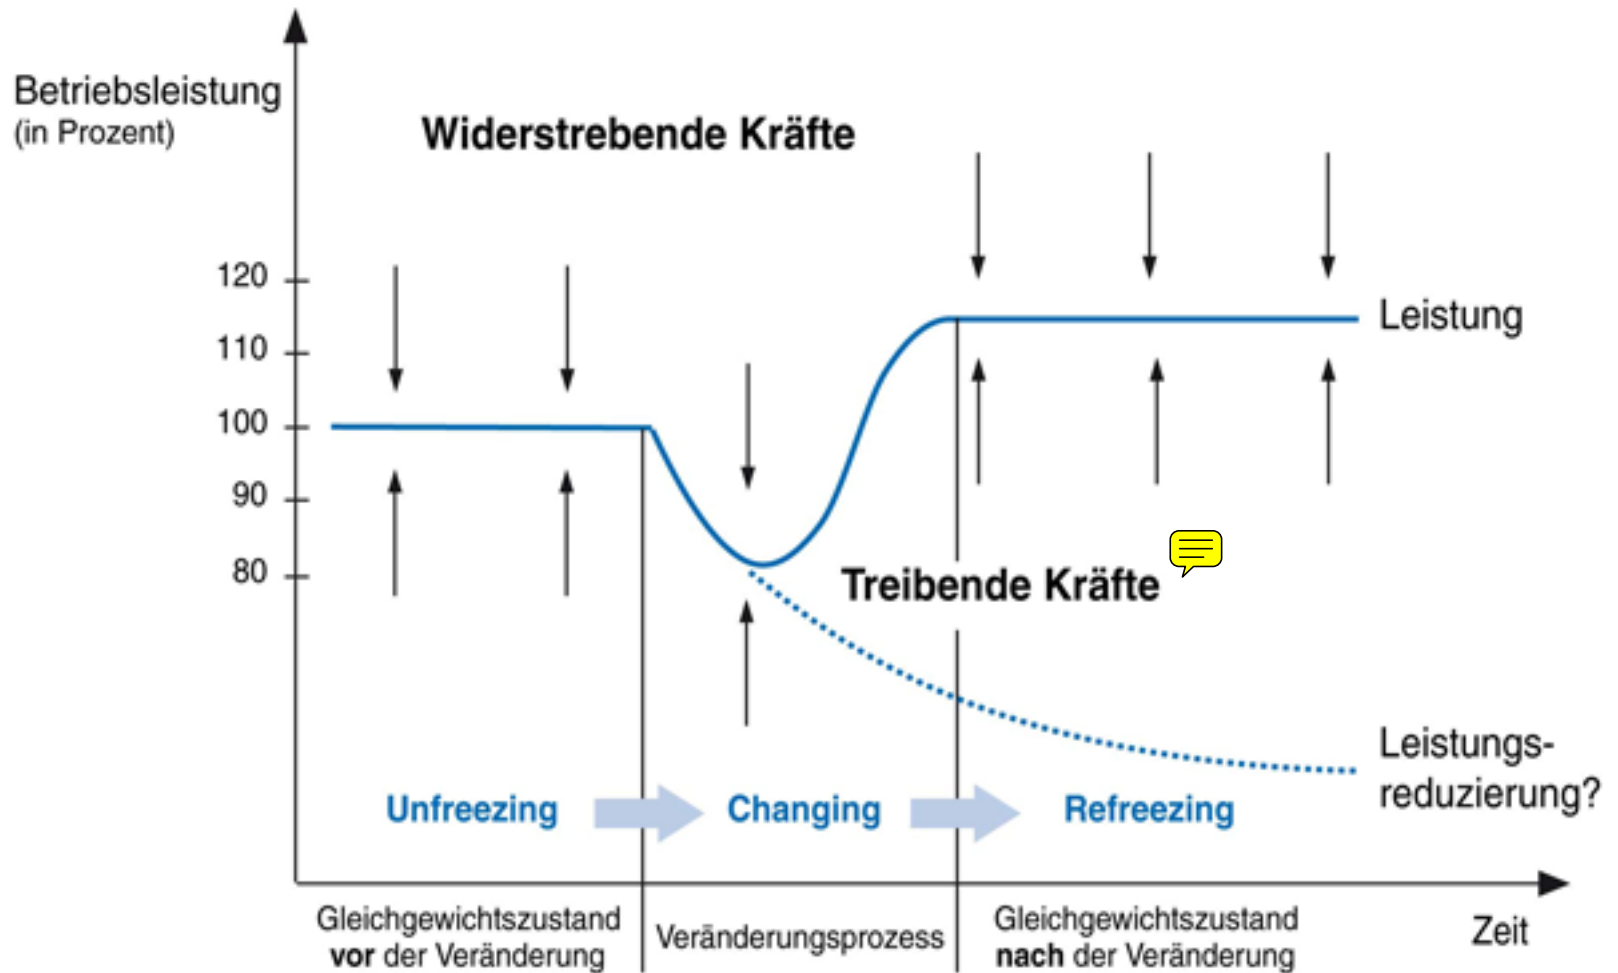 Betriebsleistung
(in Prozent)
Widerstrebende Kräfte
120
110
100
90
80
Leistung
Treibende Kräfte
Leistungs-
reduzierung?
Unfreezing
Changing
Refreezing
Gleichgewichtszustand
vor der Veränderung
Veränderungsprozess
Gleichgewichtszustand
nach der Veränderung
Zeit